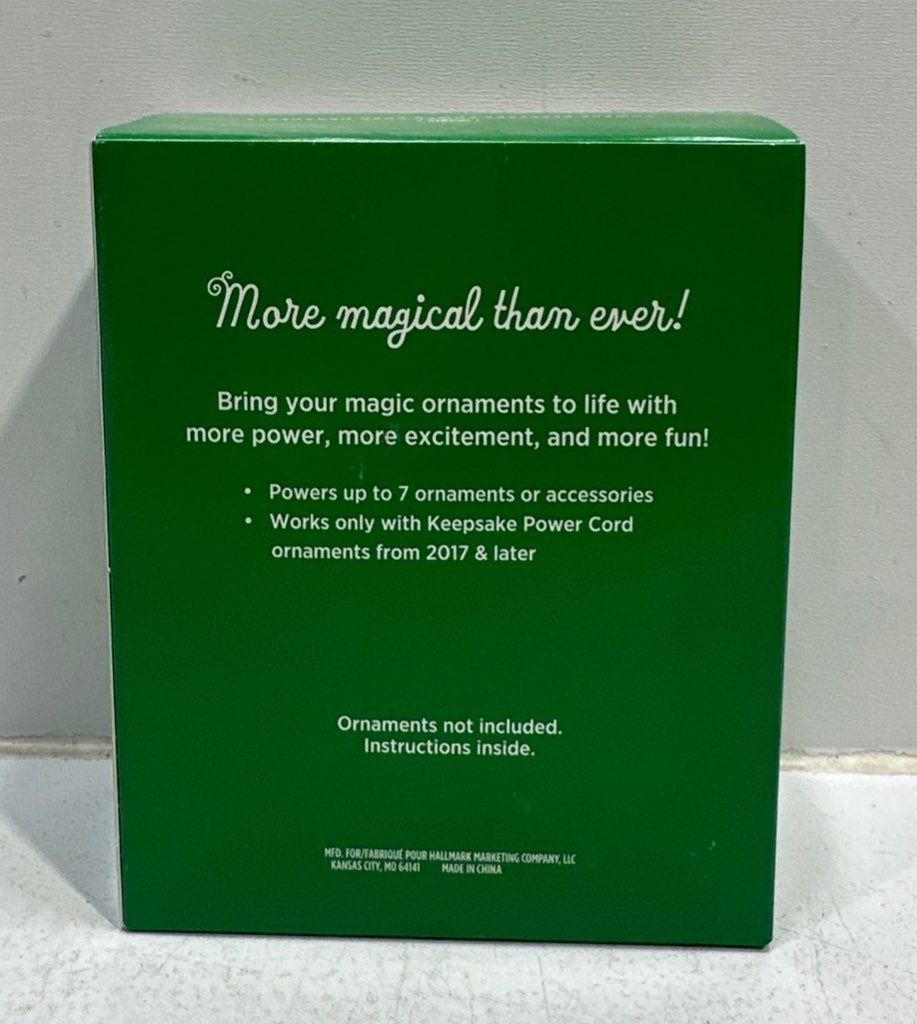 More magical than ever!
Bring your magic ornaments to life with
more power, more excitement, and more fun!
• Powers up to 7 ornaments or accessories
• Works only with Keepsake Power Cord
ornaments from 2017 & later
Ornaments not included.
Instructions inside.
MFD. FOR/FABRIQUÉ POUR HALLMARK MARKETING COMPANY, LLC
KANSAS CITY, MO 64141 MADE IN CHINA